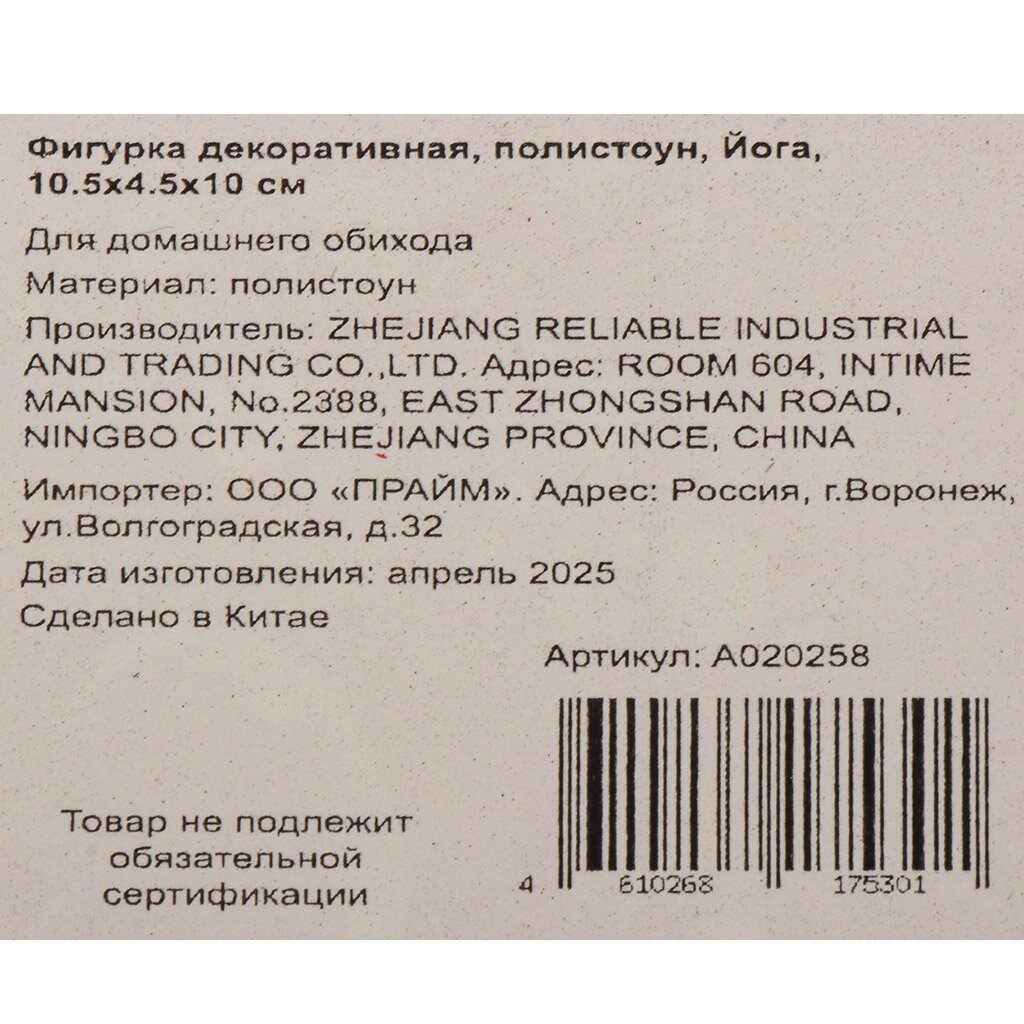 Фигурка декоративная, полистоун, Йога,
10.5x4.5x10 см
Для домашнего обихода
Материал: полистоун
Производитель: ZHEJIANG RELIABLE INDUSTRIAL
AND TRADING CO.,LTD. Адрес: ROOM 604, INTIME
MANSION, No.2388, EAST ZHONGSHAN ROAD,
NINGBO CITY, ZHEJIANG PROVINCE, CHINA
Импортер: ООО «ПРАЙМ». Адрес: Россия, г.Воронеж,
ул.Волгоградская, д.32
Дата изготовления: апрель 2025
Сделано в Китае
Артикул: A020258
Товар не подлежит
обязательной
сертификации
4 610268 175301